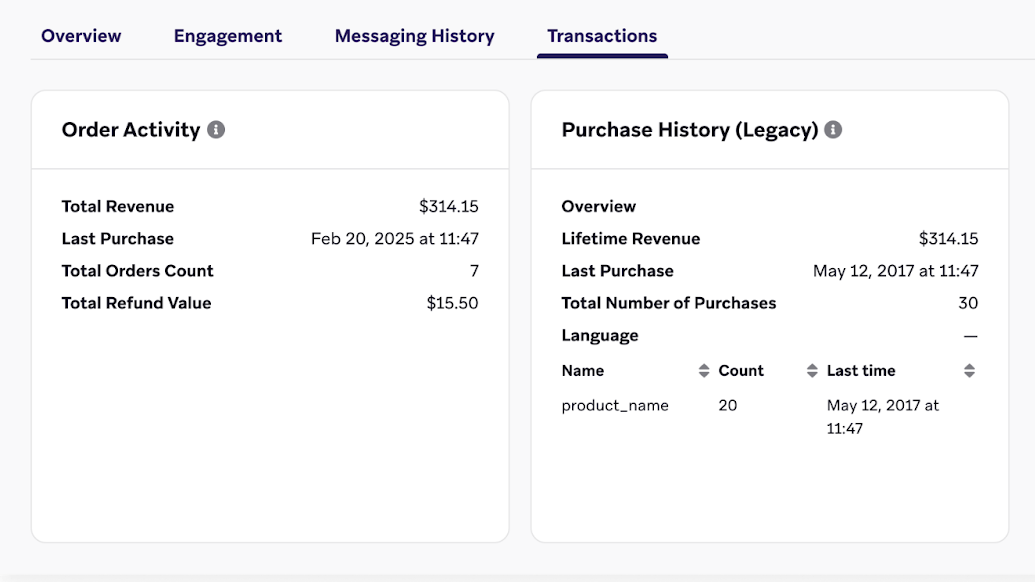 Overview Engagement Messaging History Transactions
Order Activity
Total Revenue $314.15
Last Purchase Feb 20, 2025 at 11:47
Total Orders Count 7
Total Refund Value $15.50
Purchase History (Legacy)
Overview
Lifetime Revenue $314.15
Last Purchase May 12, 2017 at 11:47
Total Number of Purchases 30
Language —
Name Count Last time
product_name 20 May 12, 2017 at
11:47